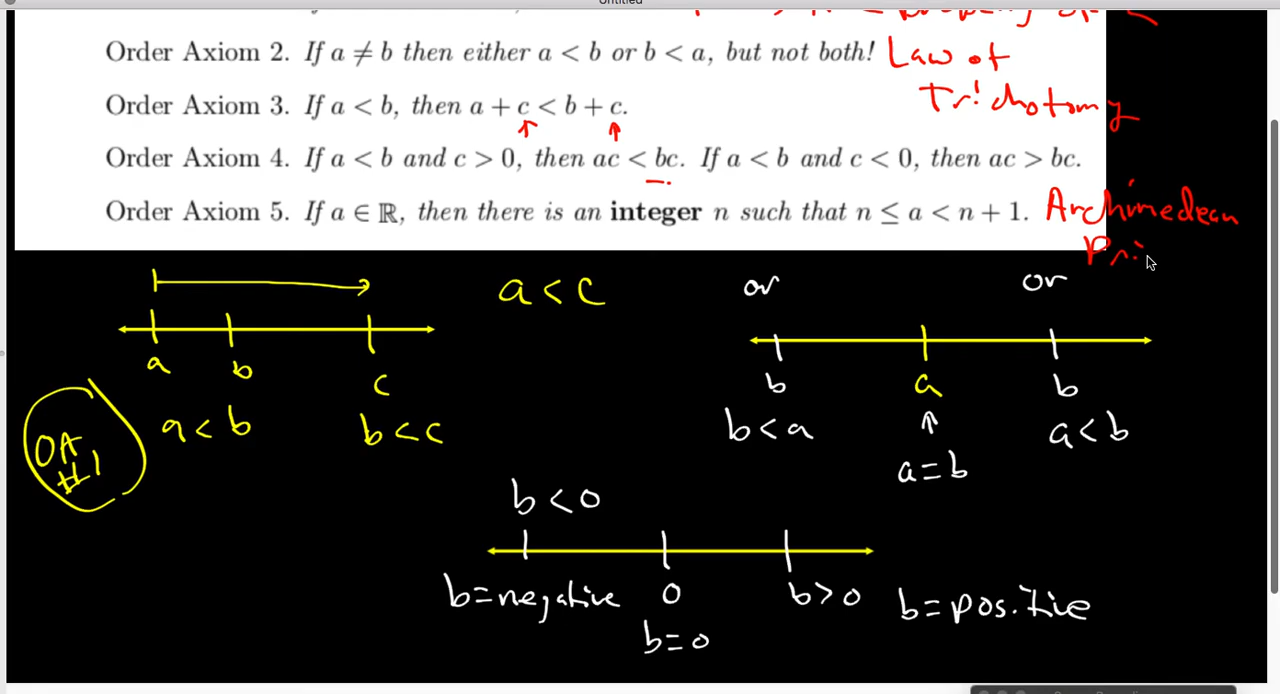 Untitled
Order Axiom 2. If a ≠ b then either a < b or b < a, but not both! Law of
Trichotomy
Order Axiom 3. If a < b, then a + c < b + c.
Order Axiom 4. If a < b and c > 0, then ac < bc. If a < b and c < 0, then ac > bc.
Order Axiom 5. If a ∈ ℝ, then there is an integer n such that n ≤ a < n + 1. Archimedean
Pri
a < c
or or
a b c
b a b
OA #1
a < b b < c
b < a a < b
a = b
b < 0
b = negative 0 b > 0 b = positive
b = 0